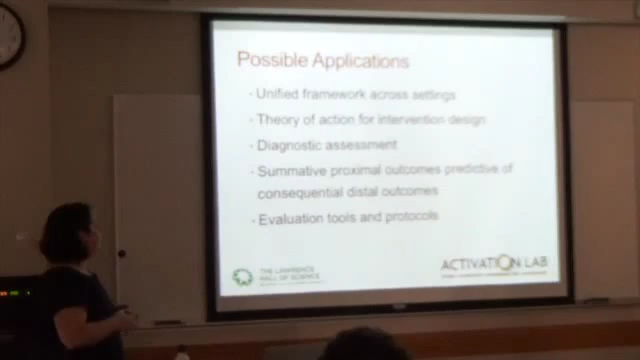 Possible Applications
· Unified framework across settings
· Theory of action for intervention design
· Diagnostic assessment
· Summative proximal outcomes predictive of
consequential distal outcomes
· Evaluation tools and protocols
THE LAWRENCE
HALL OF SCIENCE
ACTIVATION LAB